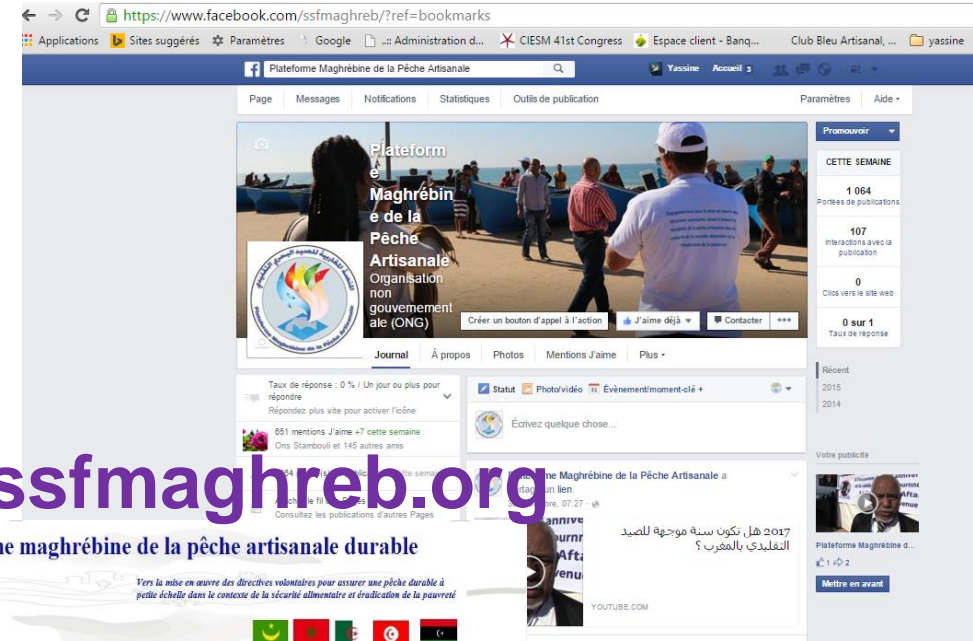 https://www.facebook.com/ssfmaghreb/?ref=bookmarks
Applications Sites suggérés Paramètres Google ..:: Administration d... CIESM 41st Congress Espace client - Banq... Club Bleu Artisanal, ... yassine
Plateforme Maghrébine de la Pêche Artisanale
Yassine Accueil 3
Page Messages Notifications Statistiques Outils de publication Paramètres Aide
Plateform
e
Maghrébin
e de la
Pêche
Artisanale
Organisation
non
gouvernement
ale (ONG)
Créer un bouton d'appel à l'action J'aime déjà Contacter
Journal À propos Photos Mentions J'aime Plus
Promouvoir
CETTE SEMAINE
1 064
Portées de publications
107
Interactions avec la
publication
0
Clics vers le site web
0 sur 1
Taux de réponse
Récent
2015
2014
Taux de réponse : 0 % / Un jour ou plus pour
répondre
Répondez plus vite pour activer l'icône
651 mentions J'aime +7 cette semaine
Ons Stambouli et 145 autres amis
Consultez les publications d'autres Pages
Statut Photo/vidéo Évènement/moment-clé +
Écrivez quelque chose...
Maghrébine de la Pêche Artisanale a
un lien.
07:27
2017 هل تكون سنة موجهة للصيد
التقليدي بالمغرب ؟
YOUTUBE.COM
Votre publicité
Plateforme Maghrébine d...
1 2
Mettre en avant
ssfmaghreb.org
ne maghrébine de la pêche artisanale durable
Vers la mise en œuvre des directives volontaires pour assurer une pêche durable à
petite échelle dans le contexte de la sécurité alimentaire et éradication de la pauvreté